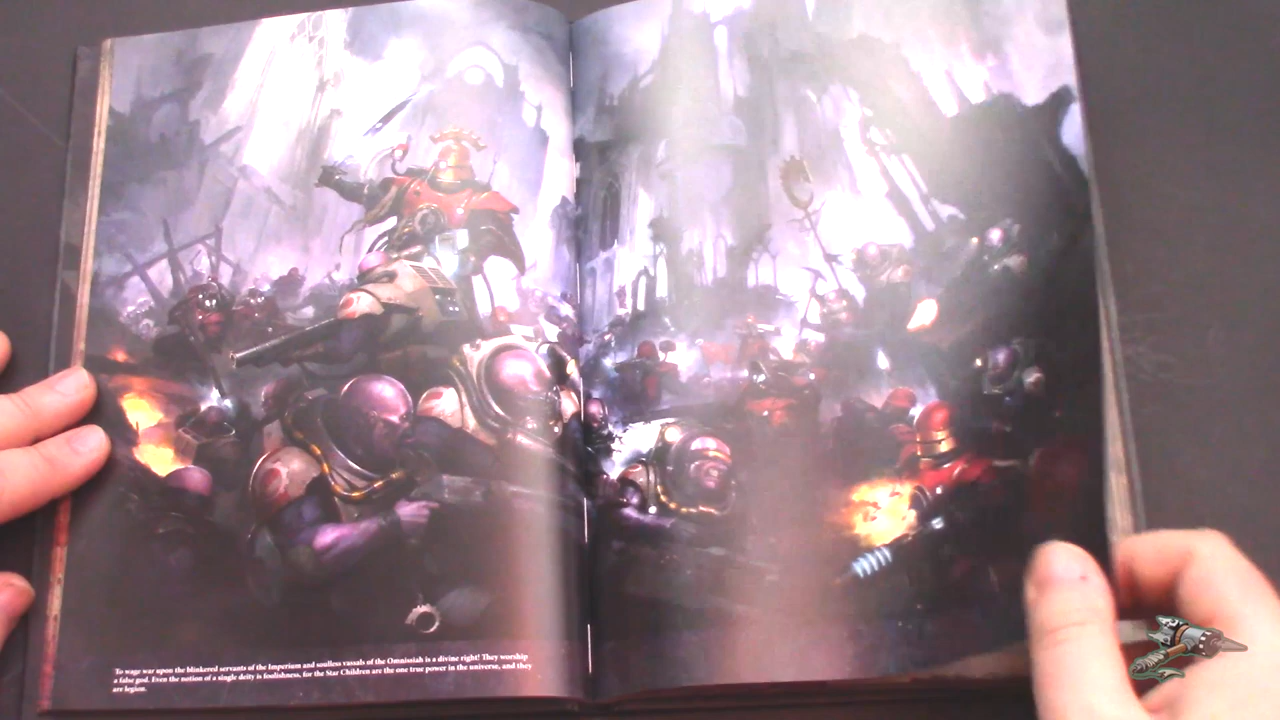 To wage war upon the blinkered servants of the Imperium and soulless vassals of the Omnissiah is a divine right! They worship
a false god. Even the notion of a single deity is foolishness, for the Star Children are the one true power in the universe, and they
are legion.